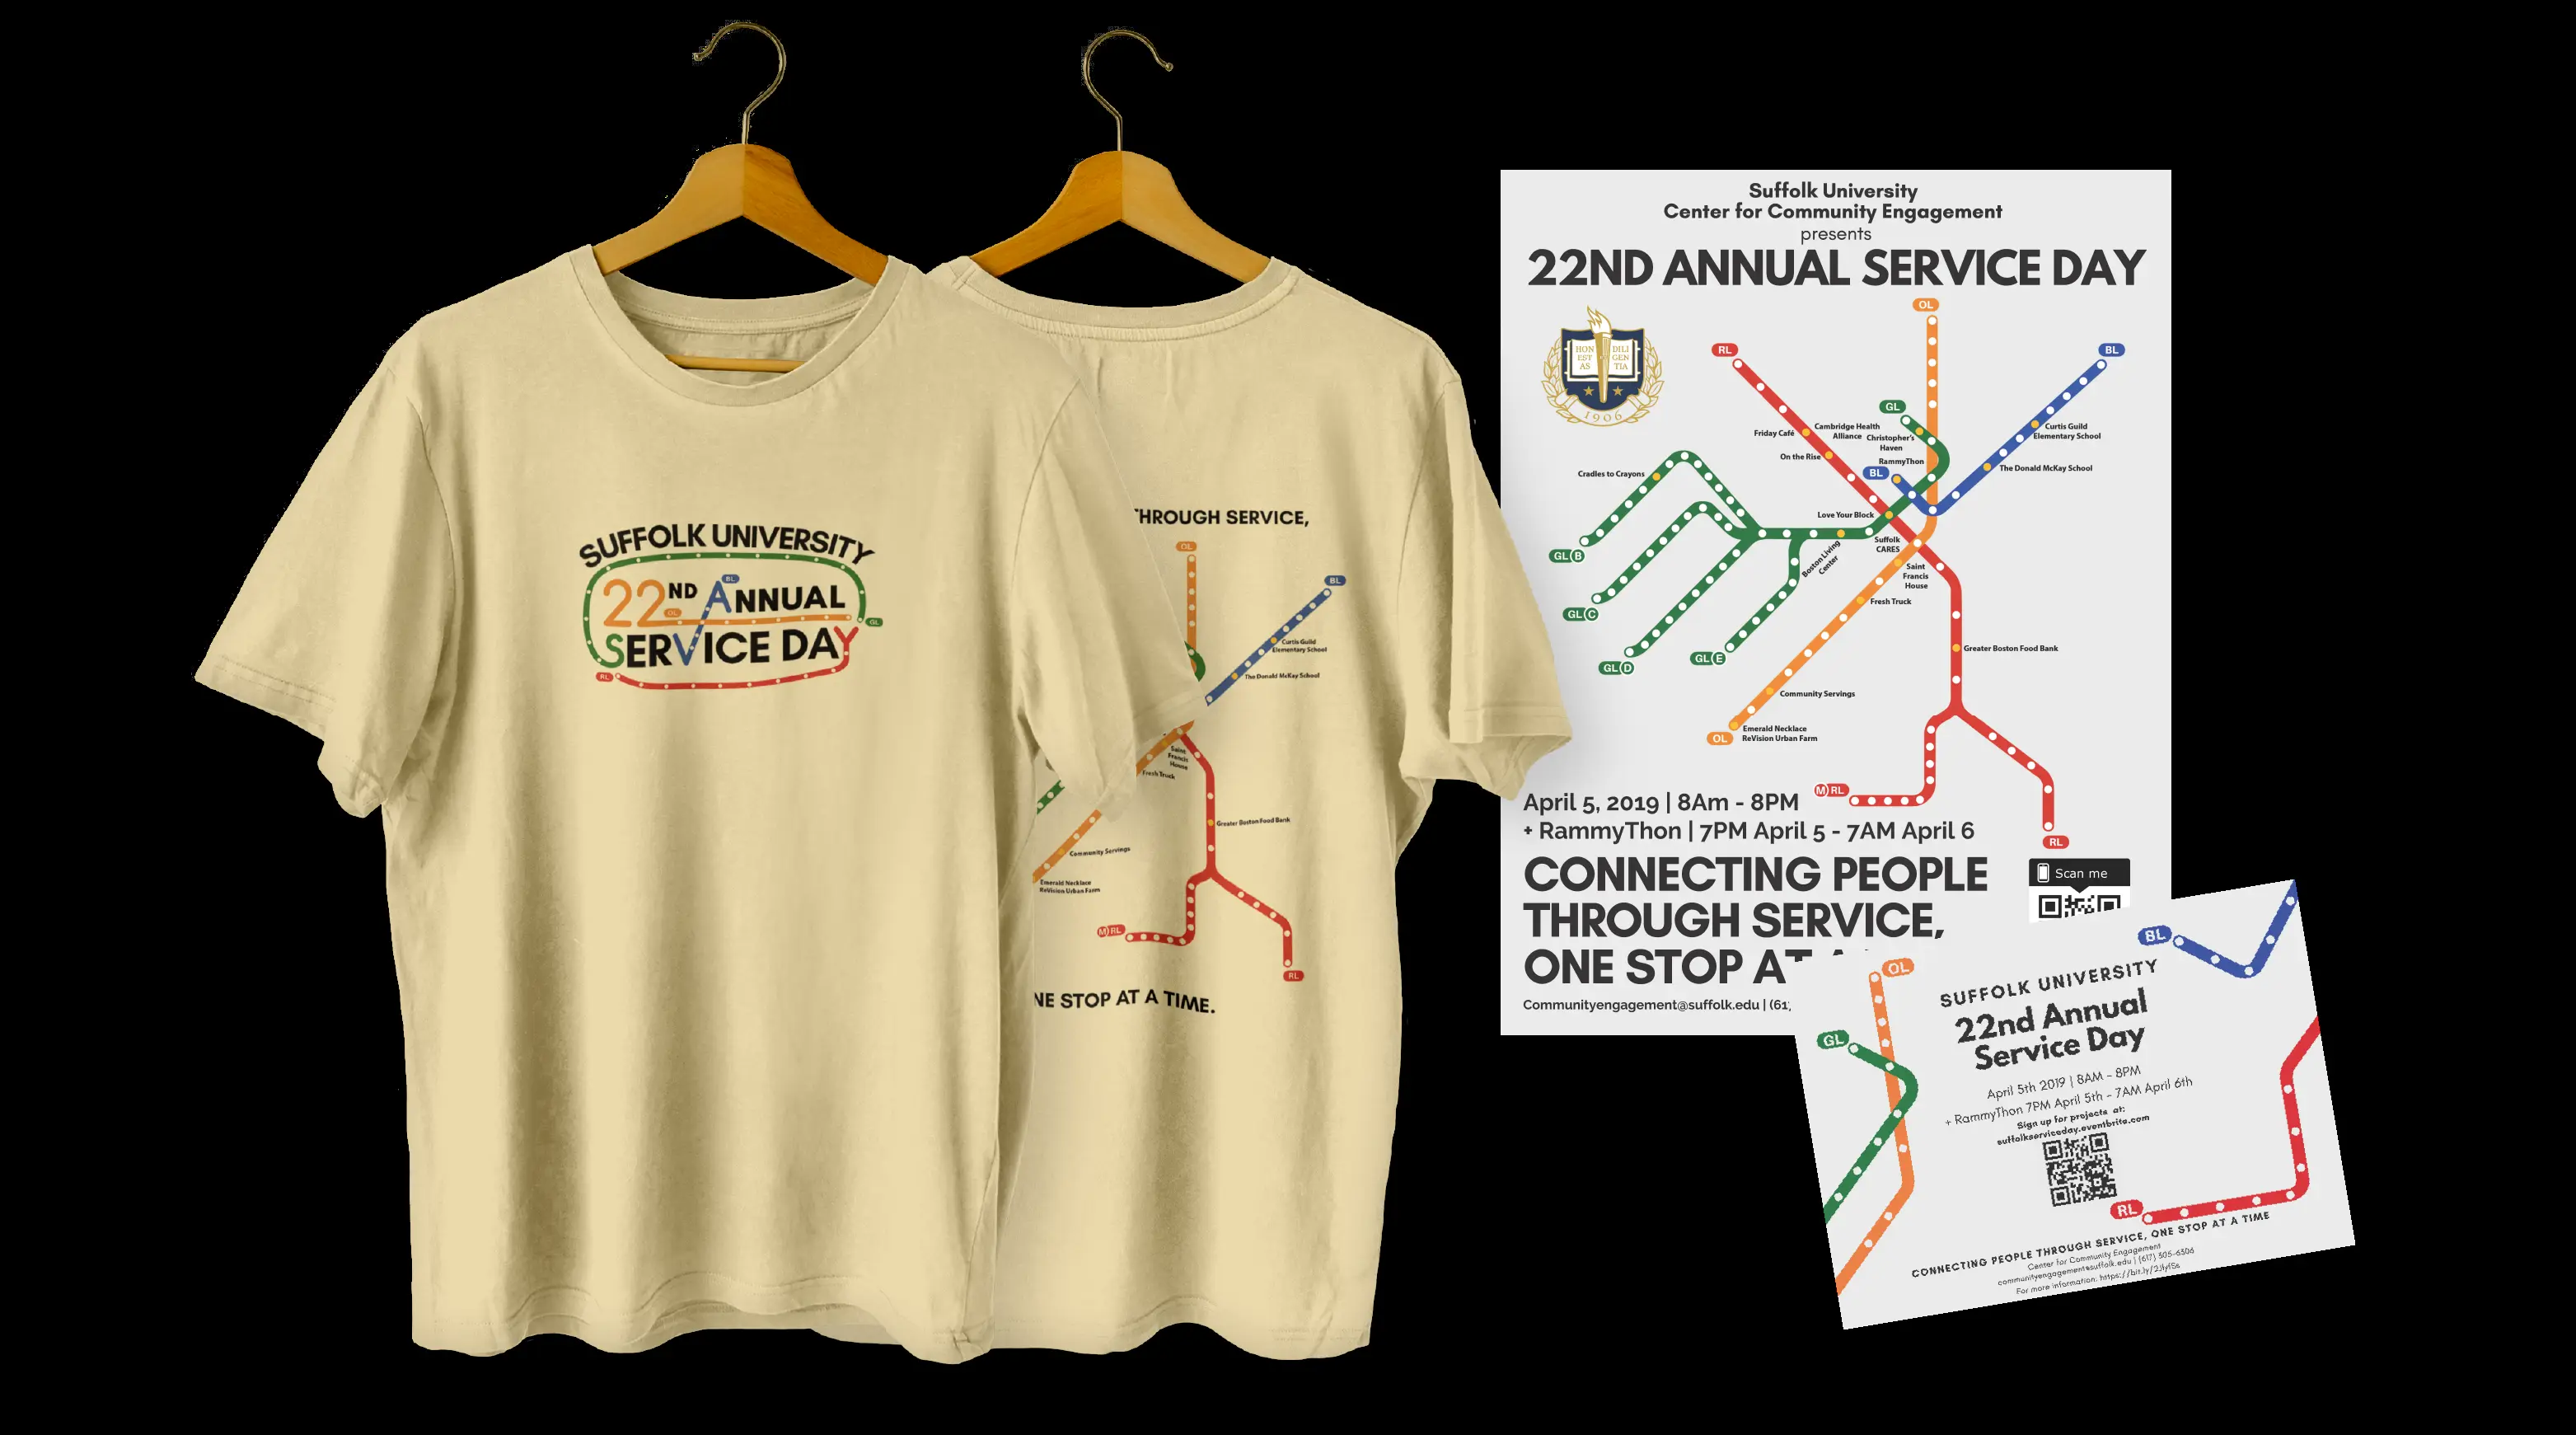 SUFFOLK UNIVERSITY
22ND ANNUAL
BL
OL
GL
SERVICE DAY
RL
THROUGH SERVICE,
OL
BL
Curtis Guild
Elementary School
The Donald McKay School
Saint
Francis
House
Fresh Truck
Greater Boston Food Bank
Community Servings
Emerald Necklace
ReVision Urban Farm
M RL
RL
NE STOP AT A TIME.
Suffolk University
Center for Community Engagement
presents
22ND ANNUAL SERVICE DAY
HON
EST
AS
DILI
GEN
TIA
1906
OL
RL
BL
GL
Friday Café
Cambridge Health
Alliance
Christopher's
Haven
Curtis Guild
Elementary School
On the Rise
RammyThon
BL
The Donald McKay School
Cradles to Crayons
Love Your Block
Suffolk
CARES
Boston Living
Center
GL B
Saint
Francis
House
Fresh Truck
GL C
GL D
GL E
Greater Boston Food Bank
Community Servings
Emerald Necklace
ReVision Urban Farm
OL
M RL
RL
April 5, 2019 | 8Am - 8PM
+ RammyThon | 7PM April 5 - 7AM April 6
CONNECTING PEOPLE
THROUGH SERVICE,
ONE STOP AT A
Scan me
Communityengagement@suffolk.edu | (61
BL
OL
GL
SUFFOLK UNIVERSITY
22nd Annual
Service Day
April 5th 2019 | 8AM - 8PM
+ RammyThon 7PM April 5th - 7AM April 6th
Sign up for projects at:
suffolkserviceday.eventbrite.com
RL
CONNECTING PEOPLE THROUGH SERVICE, ONE STOP AT A TIME
Center for Community Engagement
communityengagement@suffolk.edu | (617) 305-6306
For more information: